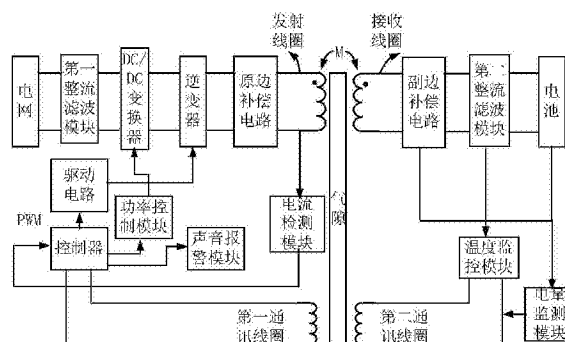 发射
线圈
M
接收
线圈
电网
第一
整流
滤波
模块
DC/
DC变换器
逆变器
原边
补偿
电路
副边
补偿
电路
第二
整流
滤波
模块
电池
驱动
电路
PWM
功率控
制模块
电流
检测
模块
气隙
控制器
声音报
警模块
温度监
控模块
电量
监测
模块
第一通
讯线圈
第二通
讯线圈